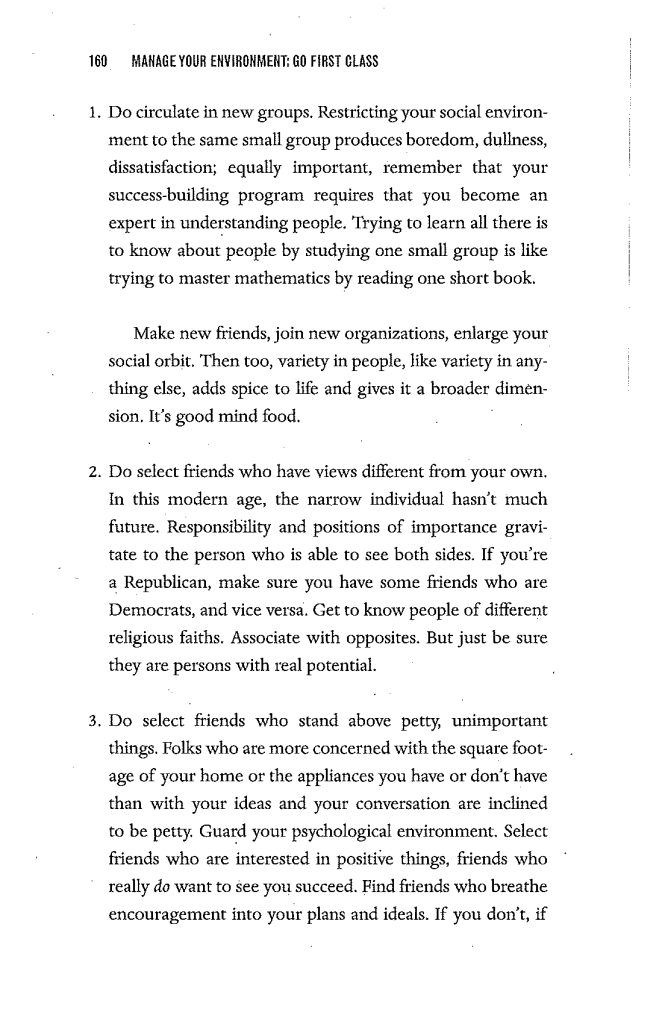 160 MANAGE YOUR ENVIRONMENT: GO FIRST CLASS
1. Do circulate in new groups. Restricting your social environ-
ment to the same small group produces boredom, dullness,
dissatisfaction; equally important, remember that your
success-building program requires that you become an
expert in understanding people. Trying to learn all there is
to know about people by studying one small group is like
trying to master mathematics by reading one short book.
Make new friends, join new organizations, enlarge your
social orbit. Then too, variety in people, like variety in any-
thing else, adds spice to life and gives it a broader dimen-
sion. It's good mind food.
2. Do select friends who have views different from your own.
In this modern age, the narrow individual hasn't much
future. Responsibility and positions of importance gravi-
tate to the person who is able to see both sides. If you're
a Republican, make sure you have some friends who are
Democrats, and vice versa. Get to know people of different
religious faiths. Associate with opposites. But just be sure
they are persons with real potential.
3. Do select friends who stand above petty, unimportant
things. Folks who are more concerned with the square foot-
age of your home or the appliances you have or don't have
than with your ideas and your conversation are inclined
to be petty. Guard your psychological environment. Select
friends who are interested in positive things, friends who
really do want to see you succeed. Find friends who breathe
encouragement into your plans and ideals. If you don't, if